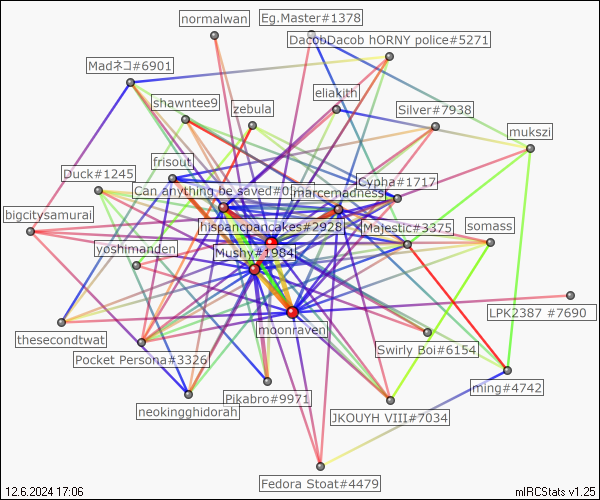 normalwan
Eg.Master#1378
DacobDacob hORNY police#5271
Madネコ#6901
eliakith
shawntee9
zebula
Silver#7938
mukszi
frisout
Duck#1245
Cypha#1717
Can anything be saved#0
marcemadness
bigcitysamurai
hispancpancakes#2928
Majestic#3375
somass
yoshimanden
Mushy#1984
LPK2387 #7690
moonraven
thesecondtwat
Swirly Boi#6154
Pocket Persona#3326
ming#4742
Pikabro#9971
neokingghidorah
JKOUYH VIII#7034
Fedora Stoat#4479
12.6.2024 17:06
mIRCStats v1.25